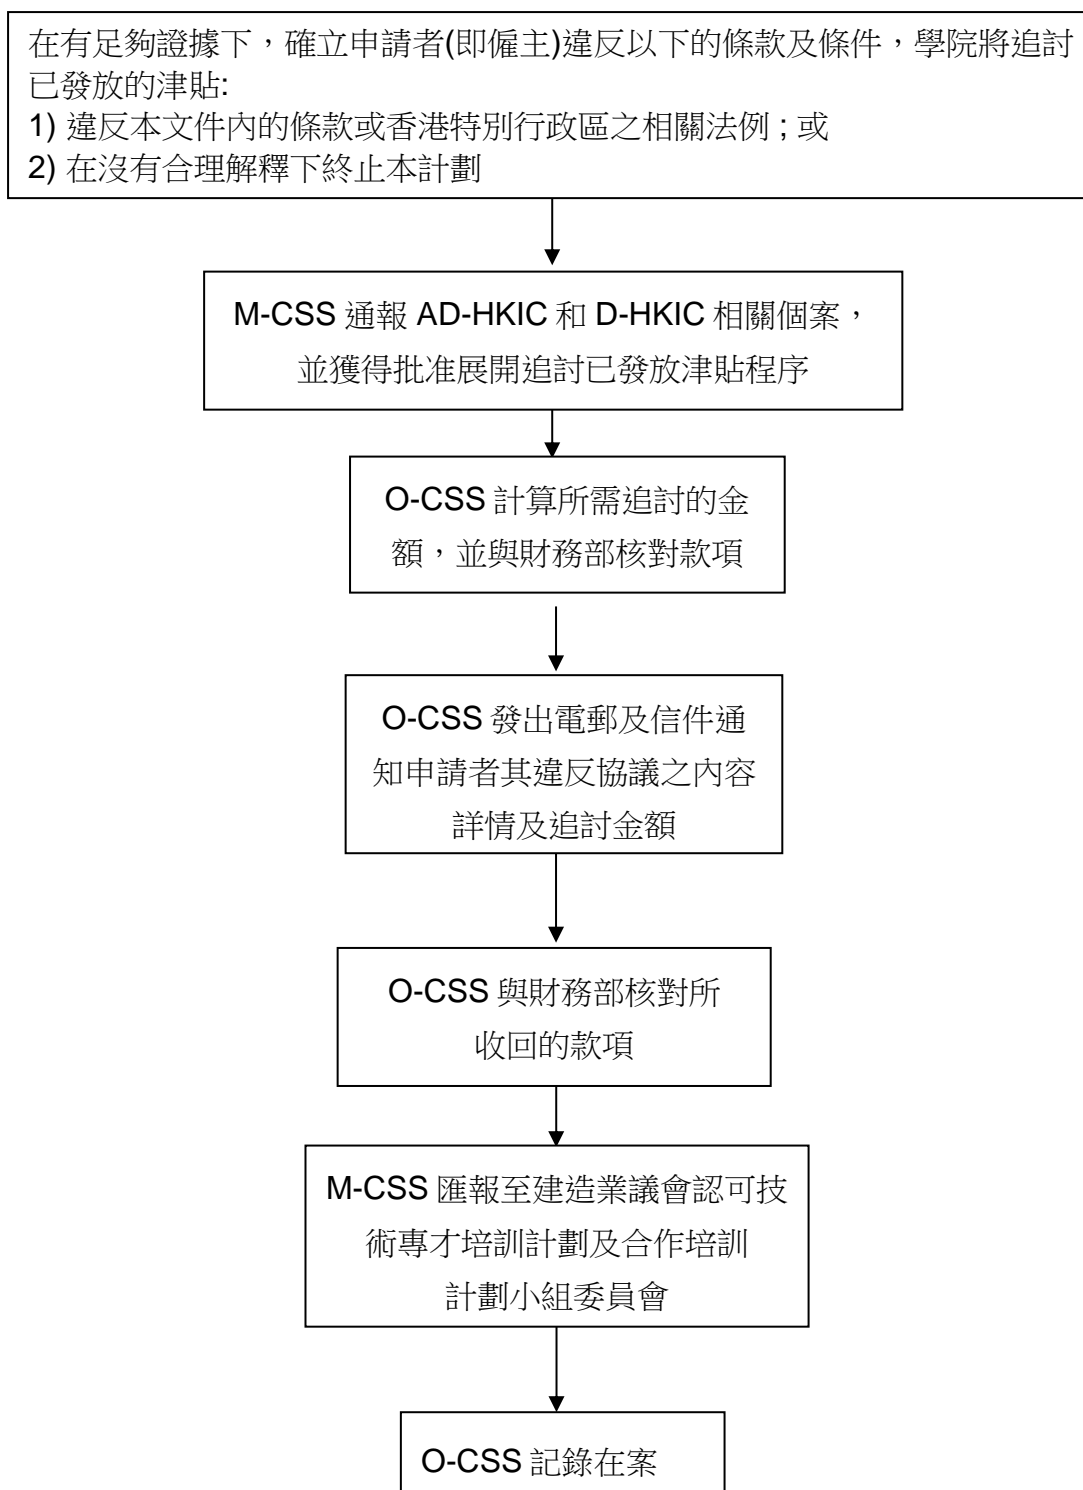 在有足夠證據下，確立申請者(即僱主)違反以下的條款及條件，學院將追討
已發放的津貼:
1) 違反本文件內的條款或香港特別行政區之相關法例 ; 或
2) 在沒有合理解釋下終止本計劃
M-CSS 通報 AD-HKIC 和 D-HKIC 相關個案，
並獲得批准展開追討已發放津貼程序
O-CSS 計算所需追討的金
額，並與財務部核對款項
O-CSS 發出電郵及信件通
知申請者其違反協議之內容
詳情及追討金額
O-CSS 與財務部核對所
收回的款項
M-CSS 匯報至建造業議會認可技
術專才培訓計劃及合作培訓
計劃小組委員會
O-CSS 記錄在案